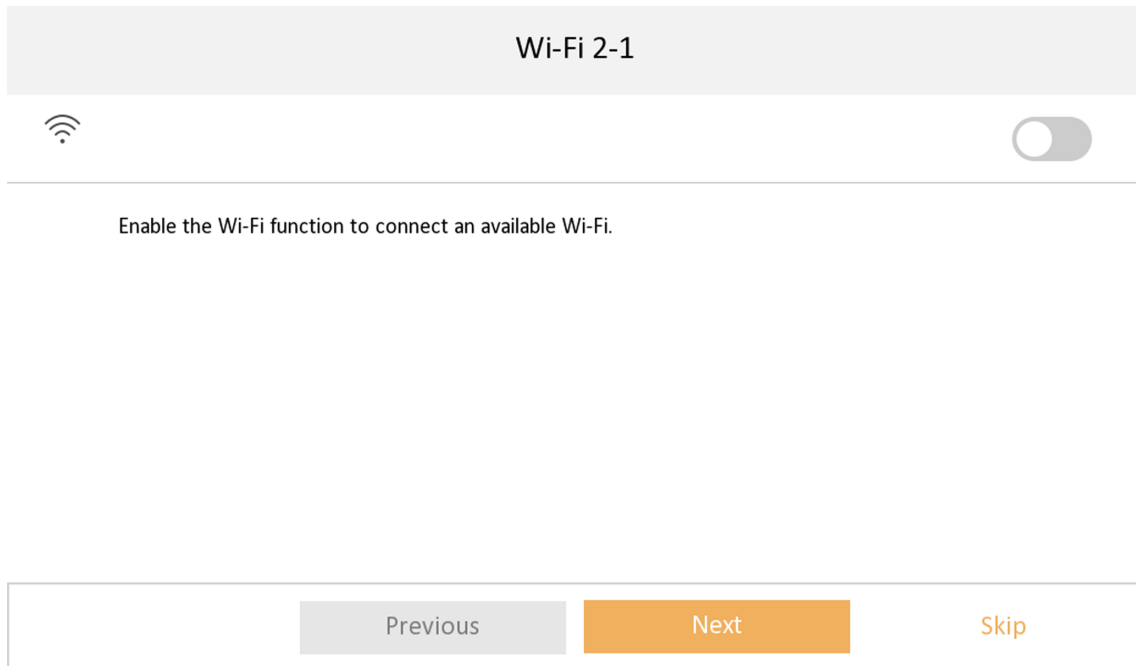 Wi-Fi 2-1
Enable the Wi-Fi function to connect an available Wi-Fi.
Previous
Next
Skip